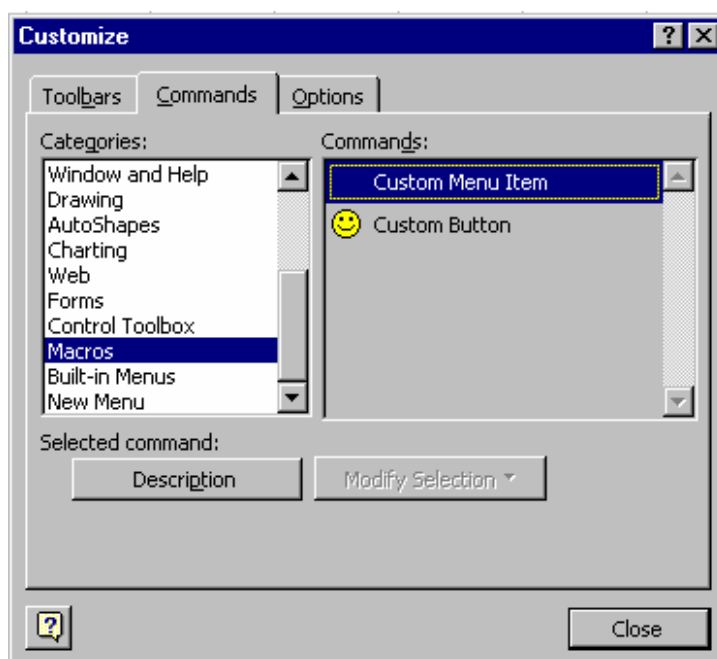 Customize
Toolbars Commands Options
Categories: Commands:
Window and Help
Drawing
AutoShapes
Charting
Web
Forms
Control Toolbox
Macros
Built-in Menus
New Menu
Custom Menu Item
Custom Button
Selected command:
Description Modify Selection
Close